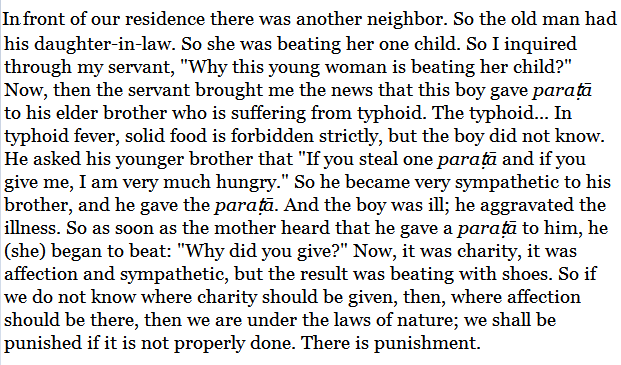 In front of our residence there was another neighbor. So the old man had
his daughter-in-law. So she was beating her one child. So I inquired
through my servant, "Why this young woman is beating her child?"
Now, then the servant brought me the news that this boy gave paraṭā
to his elder brother who is suffering from typhoid. The typhoid... In
typhoid fever, solid food is forbidden strictly, but the boy did not know.
He asked his younger brother that "If you steal one paraṭā and if you
give me, I am very much hungry." So he became very sympathetic to his
brother, and he gave the paraṭā. And the boy was ill; he aggravated the
illness. So as soon as the mother heard that he gave a paraṭā to him, he
(she) began to beat: "Why did you give?" Now, it was charity, it was
affection and sympathetic, but the result was beating with shoes. So if
we do not know where charity should be given, then, where affection
should be there, then we are under the laws of nature; we shall be
punished if it is not properly done. There is punishment.